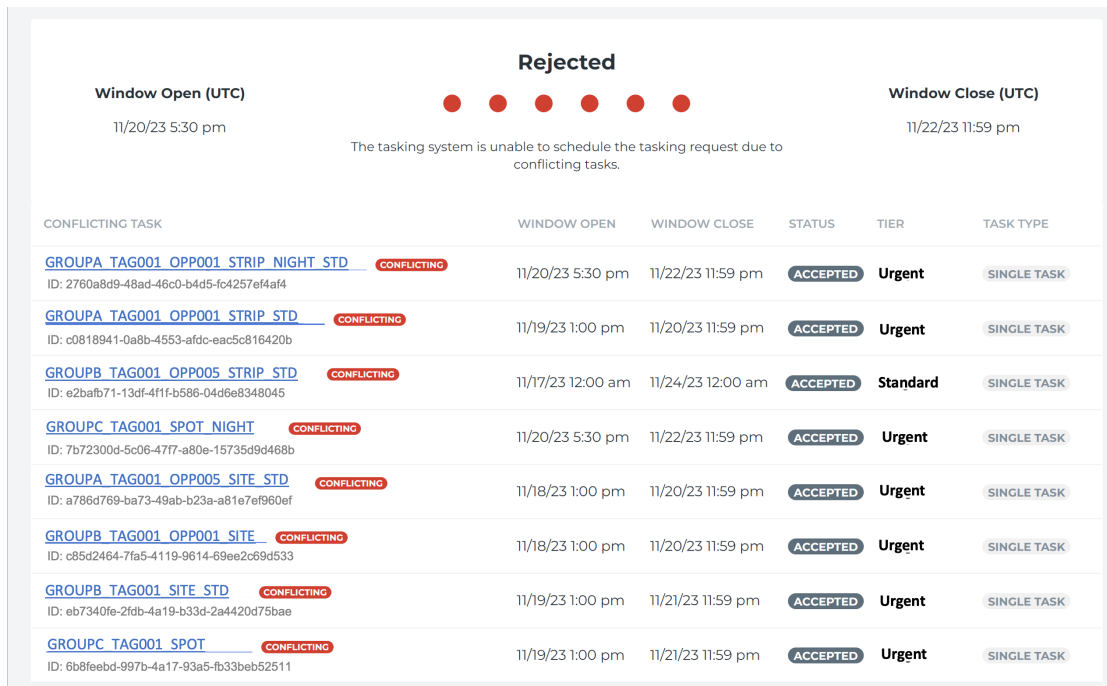 Rejected
Window Open (UTC)
Window Close (UTC)
11/20/23 5:30 pm
11/22/23 11:59 pm
The tasking system is unable to schedule the tasking request due to
conflicting tasks.
CONFLICTING TASK WINDOW OPEN WINDOW CLOSE STATUS TIER TASK TYPE
GROUPA_TAG001_OPP001_STRIP_NIGHT_STD CONFLICTING
ID: 2760a8d9-48ad-46c0-b4d5-fc4257ef4af4
11/20/23 5:30 pm 11/22/23 11:59 pm ACCEPTED Urgent SINGLE TASK
GROUPA_TAG001_OPP001_STRIP_STD CONFLICTING
ID: c0818941-0a8b-4553-afdc-eac5c816420b
11/19/23 1:00 pm 11/20/23 11:59 pm ACCEPTED Urgent SINGLE TASK
GROUPB_TAG001_OPP005_STRIP_STD CONFLICTING
ID: e2bafb71-13df-4f1f-b586-04d6e8348045
11/17/23 12:00 am 11/24/23 12:00 am ACCEPTED Standard SINGLE TASK
GROUPC_TAG001_SPOT_NIGHT CONFLICTING
ID: 7b72300d-5c06-47f7-a80e-15735d9d468b
11/20/23 5:30 pm 11/22/23 11:59 pm ACCEPTED Urgent SINGLE TASK
GROUPA_TAG001_OPP005_SITE_STD CONFLICTING
ID: a786d769-ba73-49ab-b23a-a81e7ef960ef
11/18/23 1:00 pm 11/20/23 11:59 pm ACCEPTED Urgent SINGLE TASK
GROUPB_TAG001_OPP001_SITE CONFLICTING
ID: c85d2464-7fa5-4119-9614-69ee2c69d533
11/18/23 1:00 pm 11/20/23 11:59 pm ACCEPTED Urgent SINGLE TASK
GROUPB_TAG001_SITE_STD CONFLICTING
ID: eb7340fe-2fdb-4a19-b33d-2a4420d75bae
11/19/23 1:00 pm 11/21/23 11:59 pm ACCEPTED Urgent SINGLE TASK
GROUPC_TAG001_SPOT CONFLICTING
ID: 6b8feebd-997b-4a17-93a5-fb33beb52511
11/19/23 1:00 pm 11/21/23 11:59 pm ACCEPTED Urgent SINGLE TASK